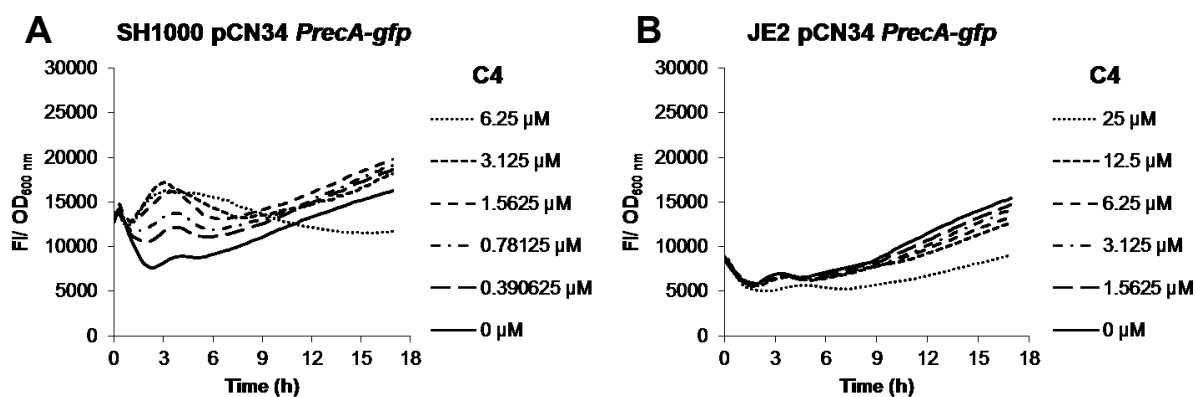 A SH1000 pCN34 PrecA-gfp
FI/ OD600 nm
30000
25000
20000
15000
10000
5000
0
0 3 6 9 12 15 18
Time (h)
C4
6.25 µM
3.125 µM
1.5625 µM
0.78125 µM
0.390625 µM
0 µM
B JE2 pCN34 PrecA-gfp
FI/ OD600 nm
30000
25000
20000
15000
10000
5000
0
0 3 6 9 12 15 18
Time (h)
C4
25 µM
12.5 µM
6.25 µM
3.125 µM
1.5625 µM
0 µM